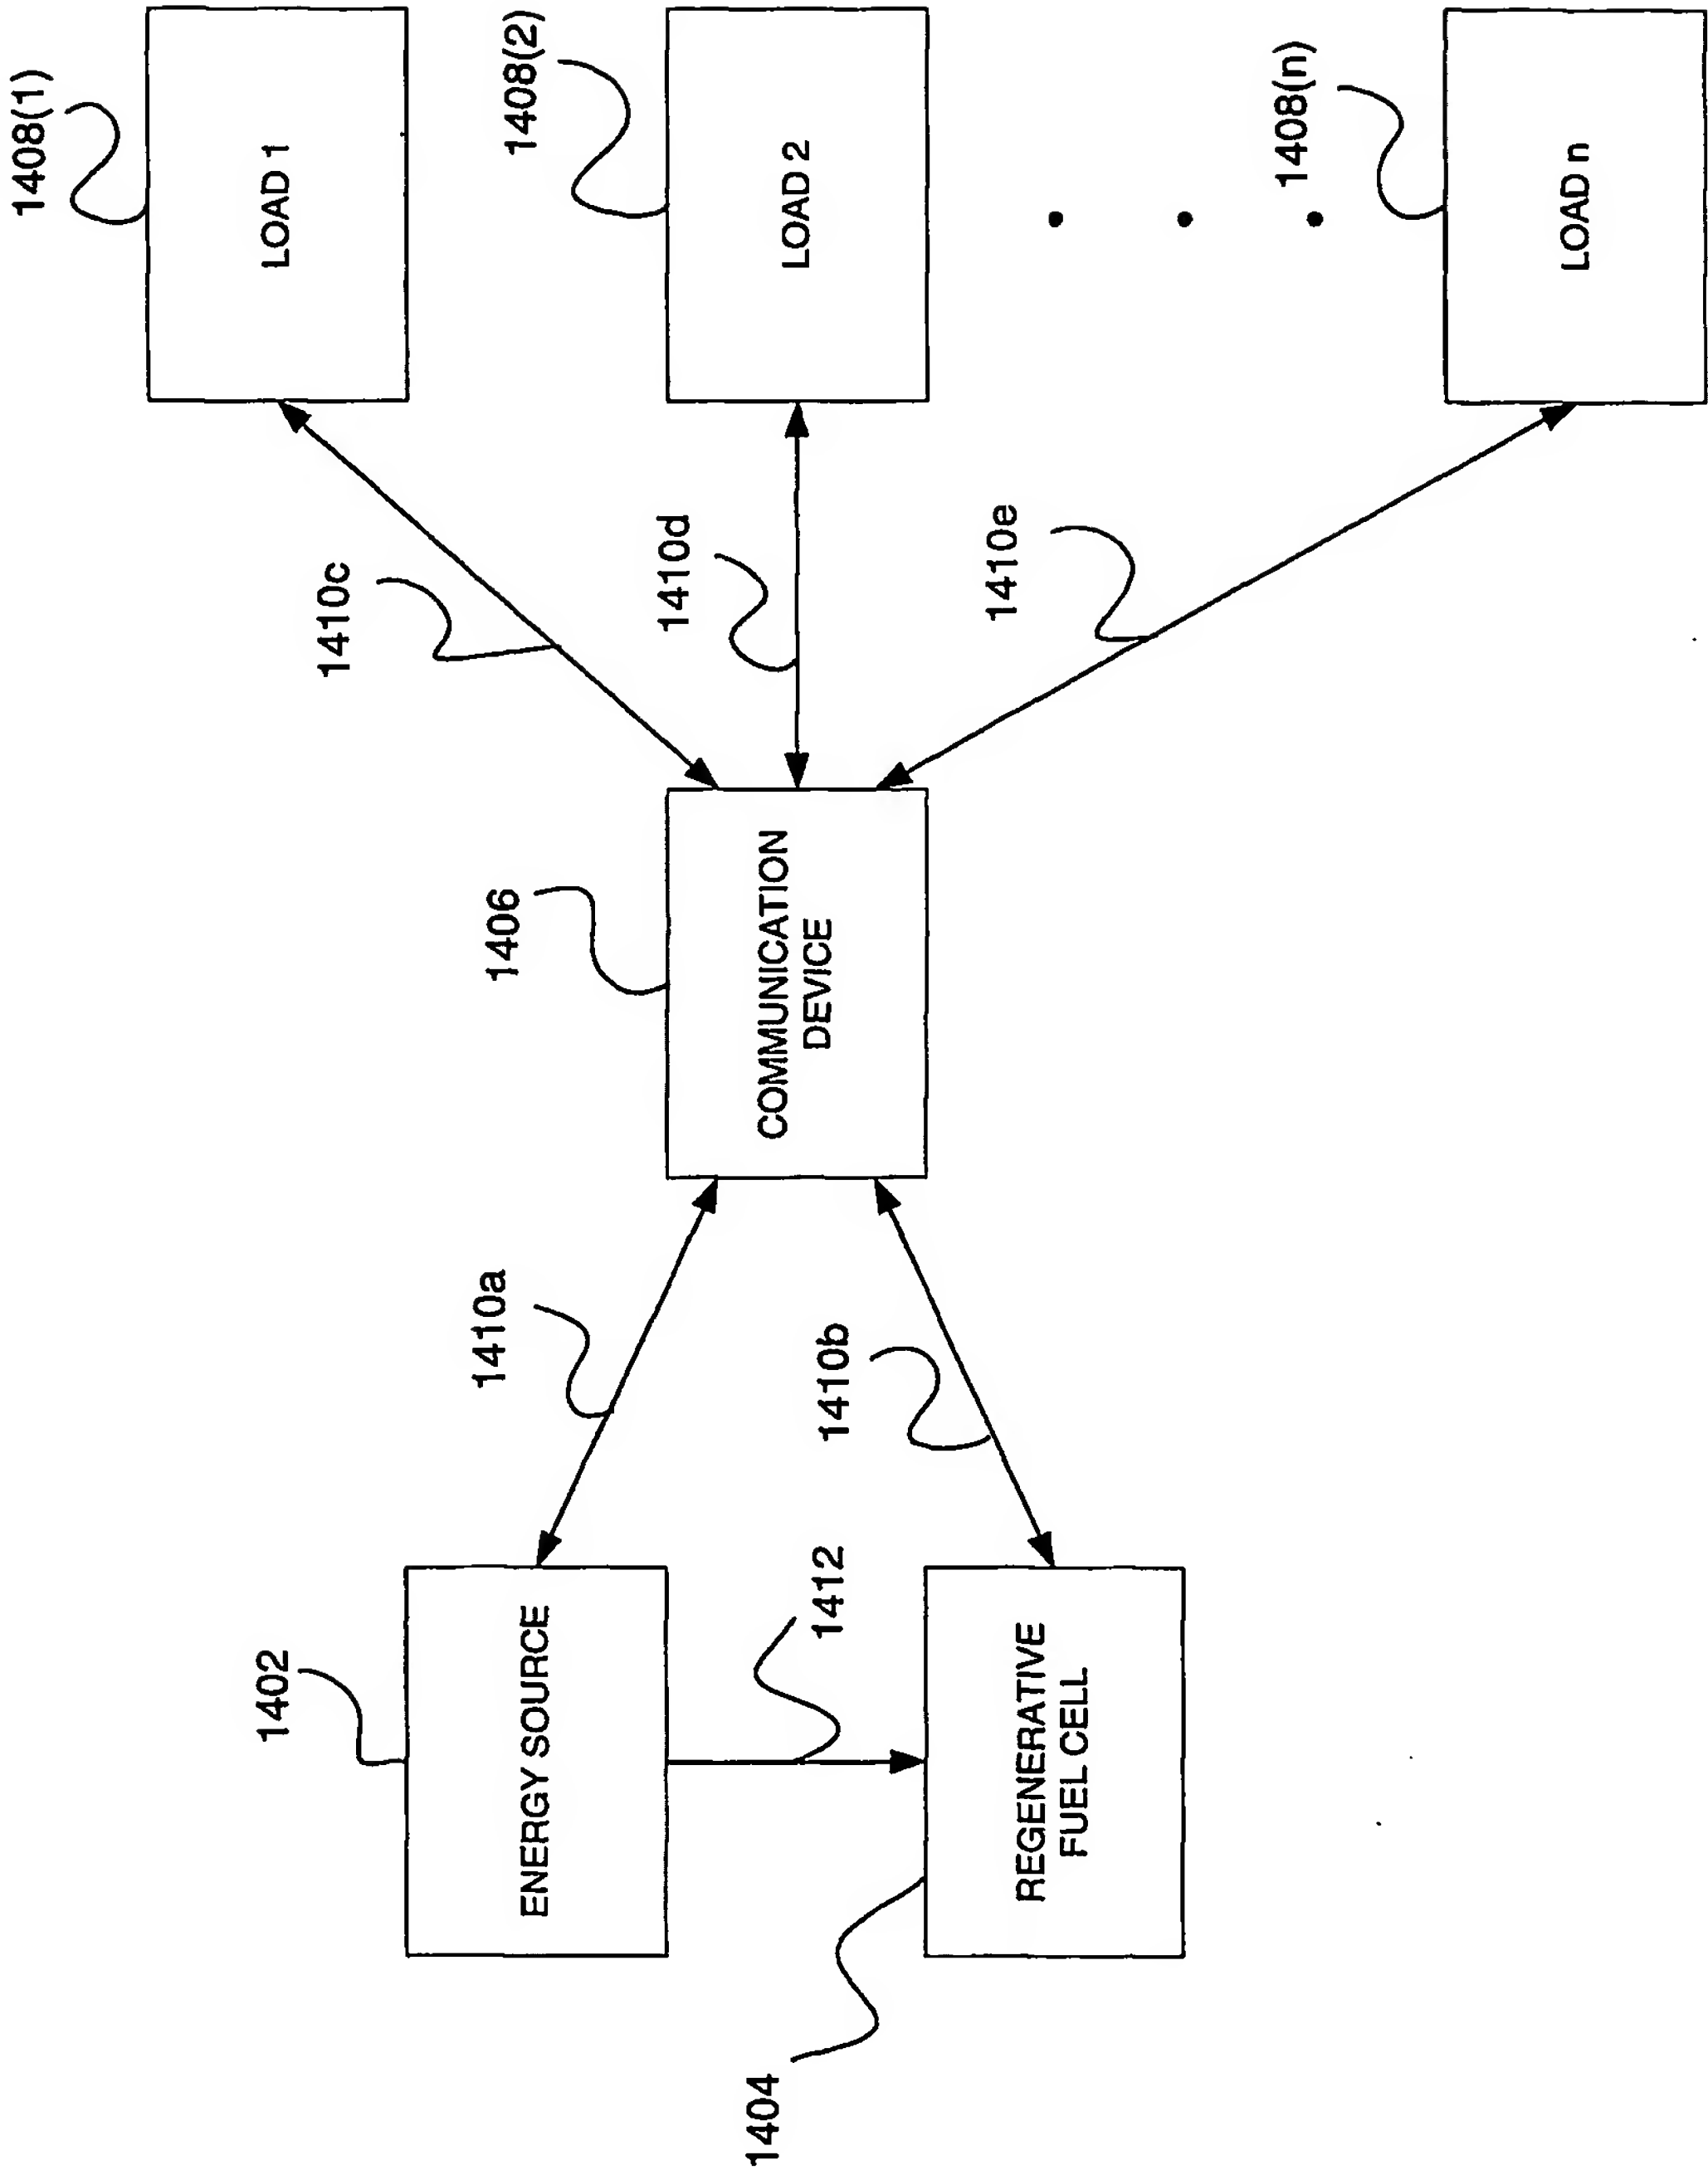 1402
ENERGY SOURCE
1404
REGENERATIVE
FUEL CELL
1412
1410a
1410b
1406
COMMUNICATION
DEVICE
1410c
1410d
1410e
1408(1)
LOAD 1
1408(2)
LOAD 2
1408(n)
LOAD n